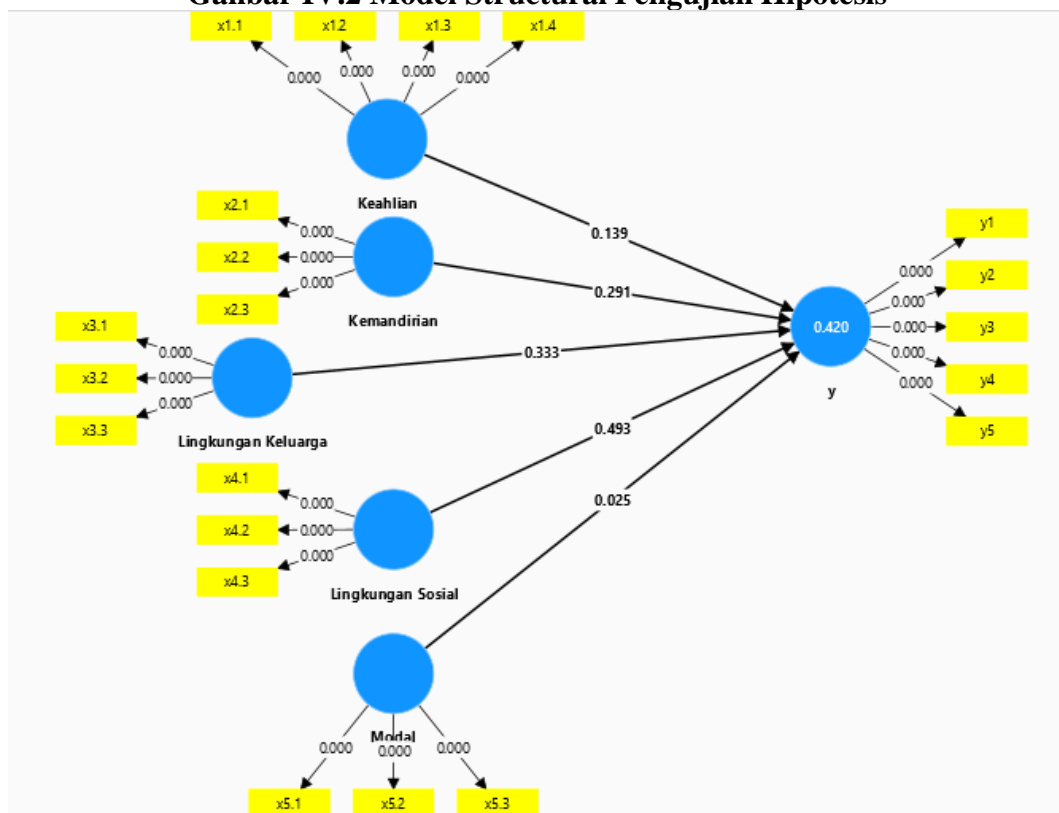 Gambar IV.2 Model Structural Pengujian Hipotesis
x1.1 x1.2 x1.3 x1.4
0.000 0.000 0.000 0.000
Keahlian
x2.1
x2.2
x2.3
0.000
0.000
0.000
Kemandirian
x3.1
x3.2
x3.3
0.000
0.000
0.000
Lingkungan Keluarga
x4.1
x4.2
x4.3
0.000
0.000
0.000
Lingkungan Sosial
Modal
0.000 0.000 0.000
x5.1 x5.2 x5.3
0.139
0.291
0.333
0.493
0.025
0.420
y
0.000
0.000
0.000
0.000
0.000
y1
y2
y3
y4
y5